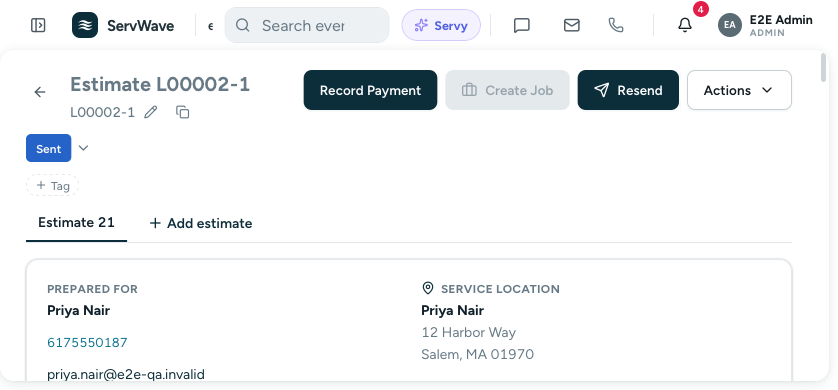 ServWave
e
Search ever
Servy
4
EA
E2E Admin
ADMIN
Estimate L00002-1
L00002-1
Record Payment
Create Job
Resend
Actions
Sent
+ Tag
Estimate 21
+ Add estimate
PREPARED FOR
Priya Nair
6175550187
priya.nair@e2e-qa.invalid
SERVICE LOCATION
Priya Nair
12 Harbor Way
Salem, MA 01970